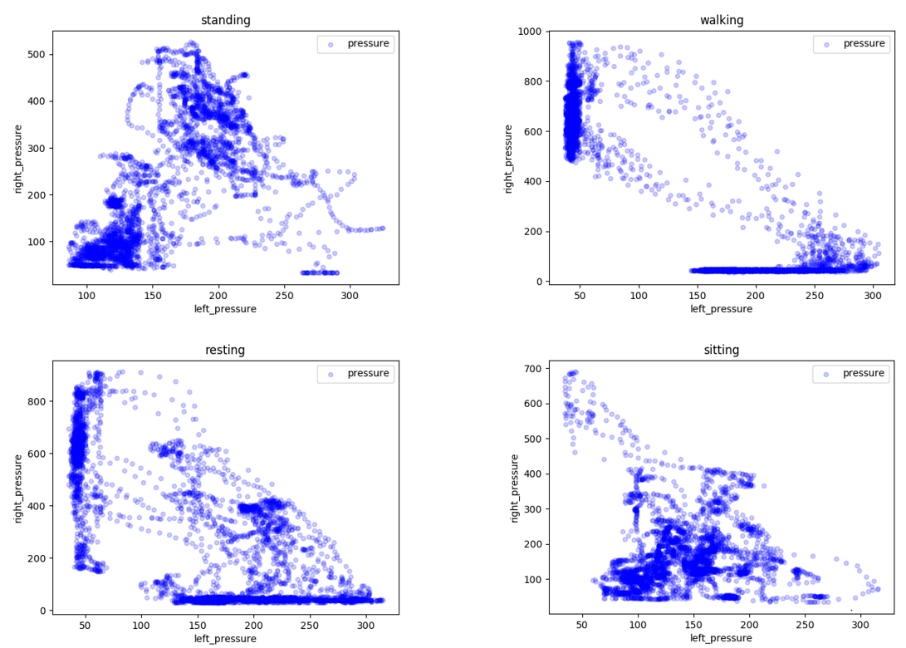 standing
pressure
500
400
300
200
100
right_pressure
100
150
200
250
300
left_pressure
walking
pressure
1000
800
600
400
200
0
right_pressure
50
100
150
200
250
300
left_pressure
resting
pressure
800
600
400
200
0
right_pressure
50
100
150
200
250
300
left_pressure
sitting
pressure
700
600
500
400
300
200
100
right_pressure
50
100
150
200
250
300
left_pressure